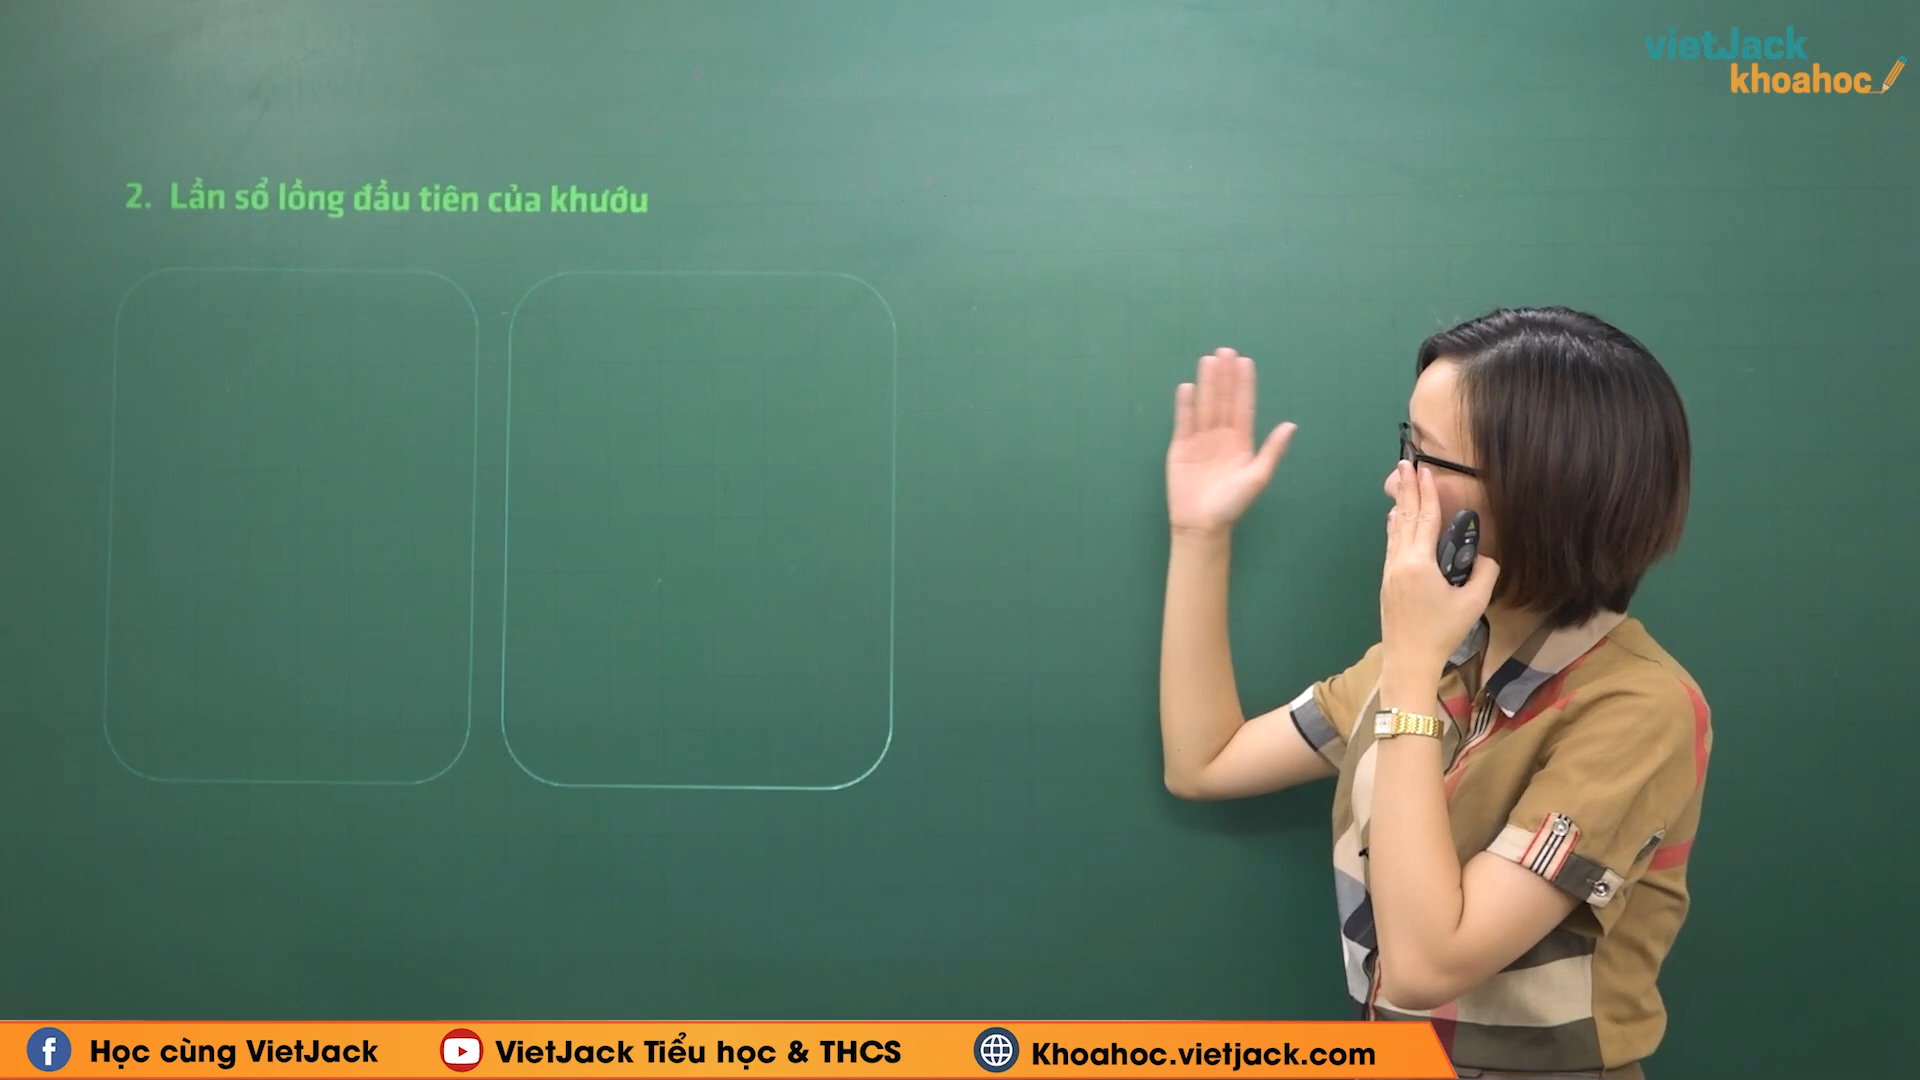 vietJack
khoahoc
2. Lần sổ lồng đầu tiên của khướu
Học cùng VietJack
VietJack Tiểu học & THCS
Khoahoc.vietjack.com